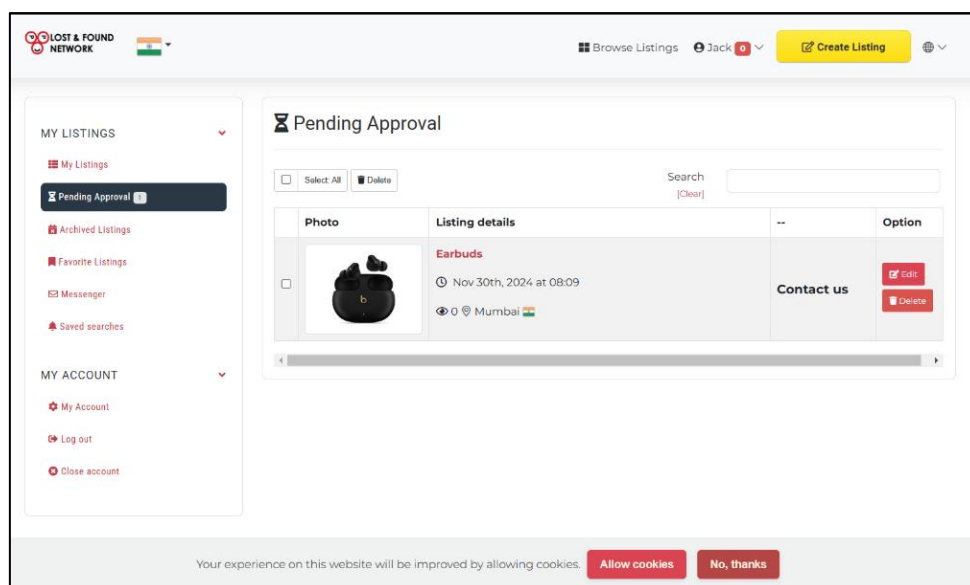 LOST & FOUND
NETWORK
Browse Listings Jack 0 Create Listing
MY LISTINGS
My Listings
Pending Approval 1
Archived Listings
Favorite Listings
Messenger
Saved searches
MY ACCOUNT
My Account
Log out
Close account
Pending Approval
Select: All Delete Search
[Clear]
Photo Listing details -- Option
Earbuds
Nov 30th, 2024 at 08:09
0 Mumbai
b
Contact us
Edit
Delete
Your experience on this website will be improved by allowing cookies. Allow cookies No, thanks